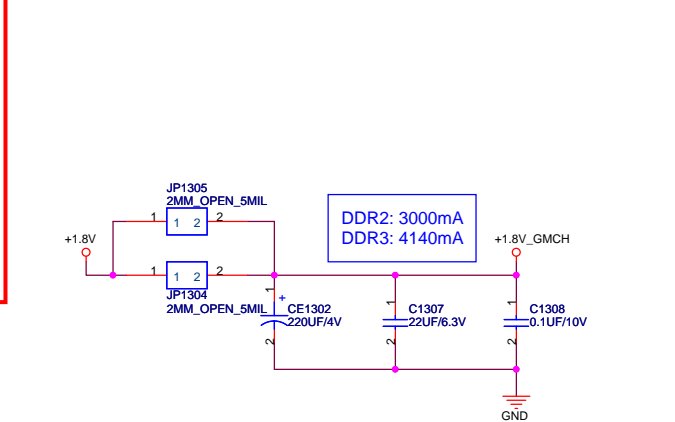 JP1305
2MM_OPEN_5MIL
1 1 2 2
+1.8V
DDR2: 3000mA
DDR3: 4140mA
+1.8V_GMCH
1 1 2 2
JP1304
2MM_OPEN_5MIL
1
+
CE1302
220UF/4V
2
1
C1307
22UF/6.3V
2
1
C1308
0.1UF/10V
2
GND